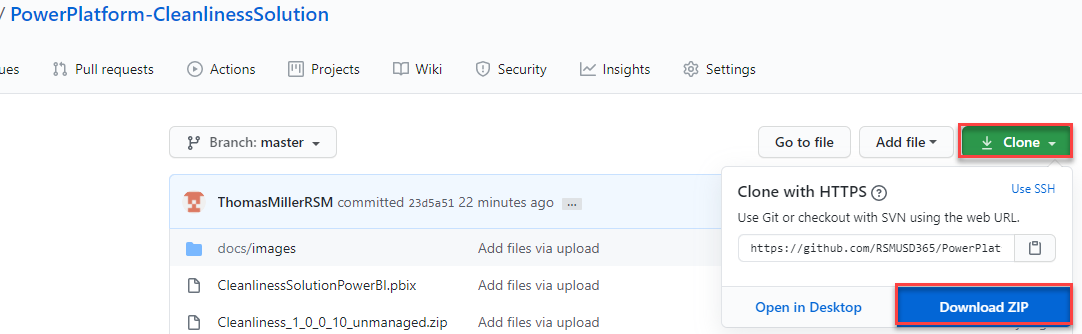 / PowerPlatform-CleanlinessSolution
ues Pull requests Actions Projects Wiki Security Insights Settings
Branch: master Go to file Add file Clone
Clone with HTTPS Use SSH
ThomasMillerRSM committed 23d5a51 22 minutes ago ...
Use Git or checkout with SVN using the web URL.
docs/images Add files via upload
https://github.com/RSMUSD365/PowerPlat
CleanlinessSolutionPowerBI.pbix Add files via upload
Open in Desktop Download ZIP
Cleanliness_1_0_0_10_unmanaged.zip Add files via upload